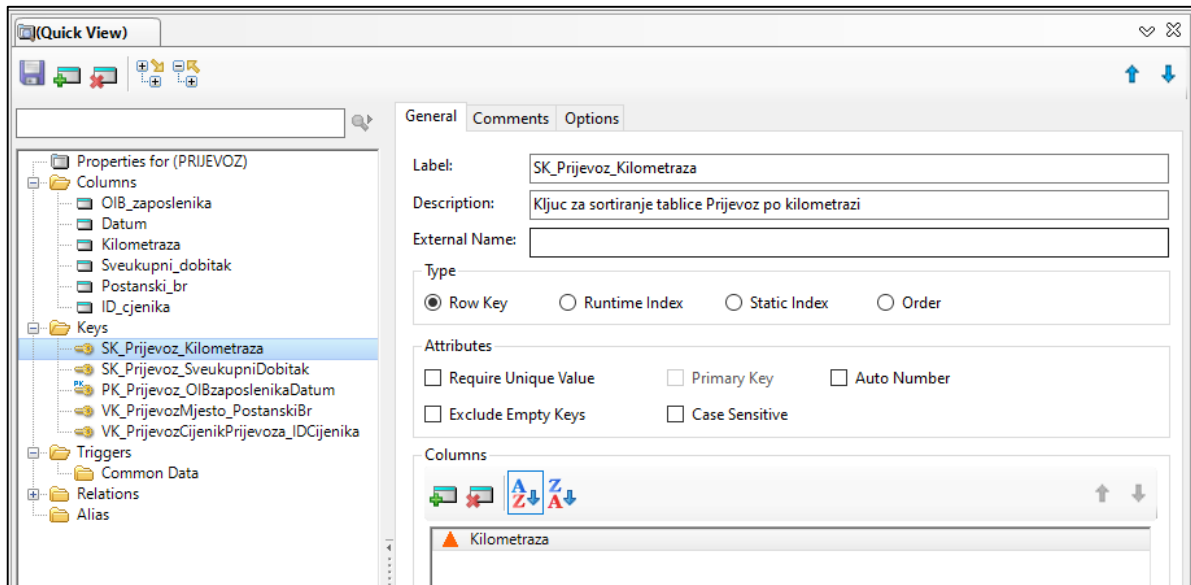 (Quick View)
General Comments Options
Properties for (PRIJEVOZ)
Columns
OIB_zaposlenika
Datum
Kilometraza
Sveukupni_dobitak
Postanski_br
ID_cjenika
Keys
SK_Prijevoz_Kilometraza
SK_Prijevoz_SveukupniDobitak
PK_Prijevoz_OIBzaposlenikaDatum
VK_PrijevozMjesto_PostanskiBr
VK_PrijevozCijenikPrijevoza_IDCijenika
Triggers
Common Data
Relations
Alias
Label: SK_Prijevoz_Kilometraza
Description: Kljuc za sortiranje tablice Prijevoz po kilometrazi
External Name:
Type
Row Key Runtime Index Static Index Order
Attributes
Require Unique Value Primary Key Auto Number
Exclude Empty Keys Case Sensitive
Columns
Kilometraza